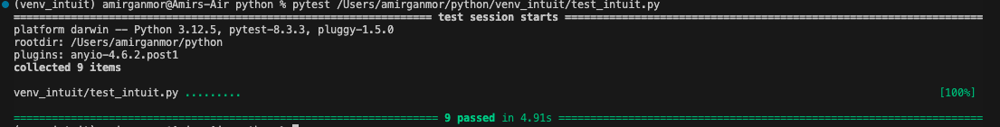 (venv_intuit) amirganmor@Amirs-Air python % pytest /Users/amirganmor/python/venv_intuit/test_intuit.py
test session starts
platform darwin -- Python 3.12.5, pytest-8.3.3, pluggy-1.5.0
rootdir: /Users/amirganmor/python
plugins: anyio-4.6.2.post1
collected 9 items
venv_intuit/test_intuit.py ......... [100%]
9 passed in 4.91s